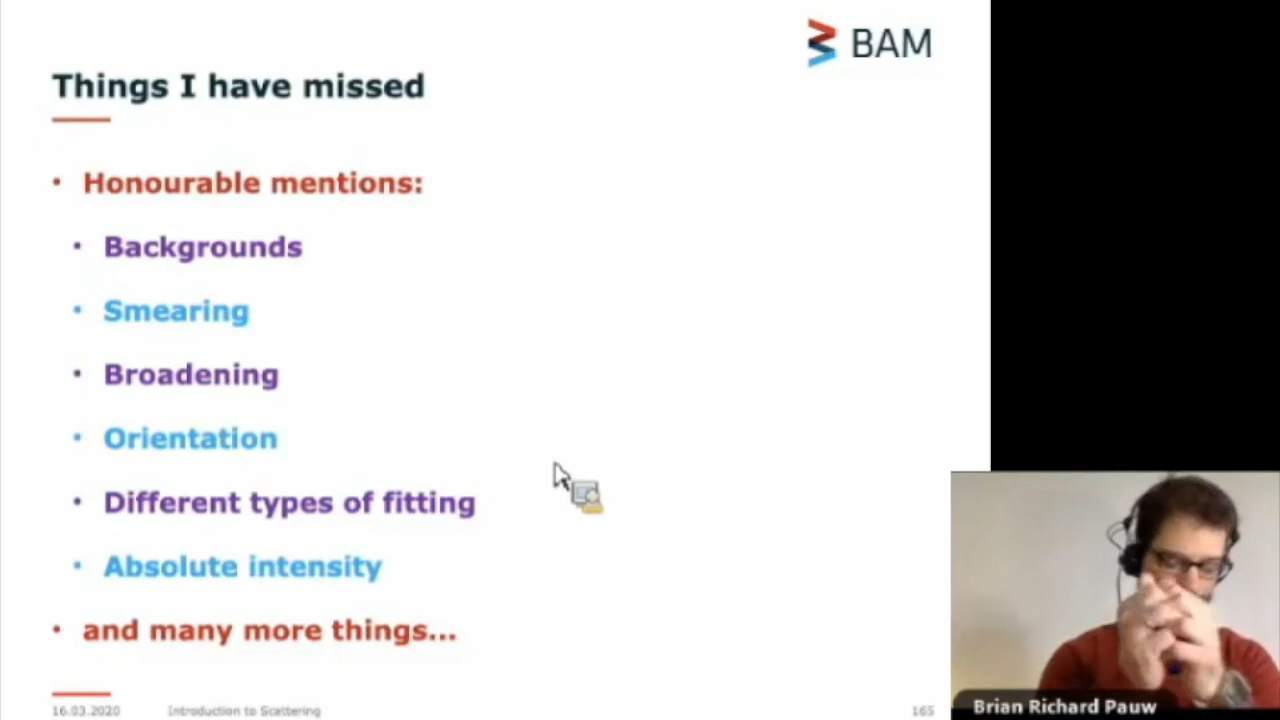 BAM
Things I have missed
• Honourable mentions:
• Backgrounds
• Smearing
• Broadening
• Orientation
• Different types of fitting
• Absolute intensity
• and many more things...
16.03.2020 Introduction to Scattering 165
Brian Richard Pauw